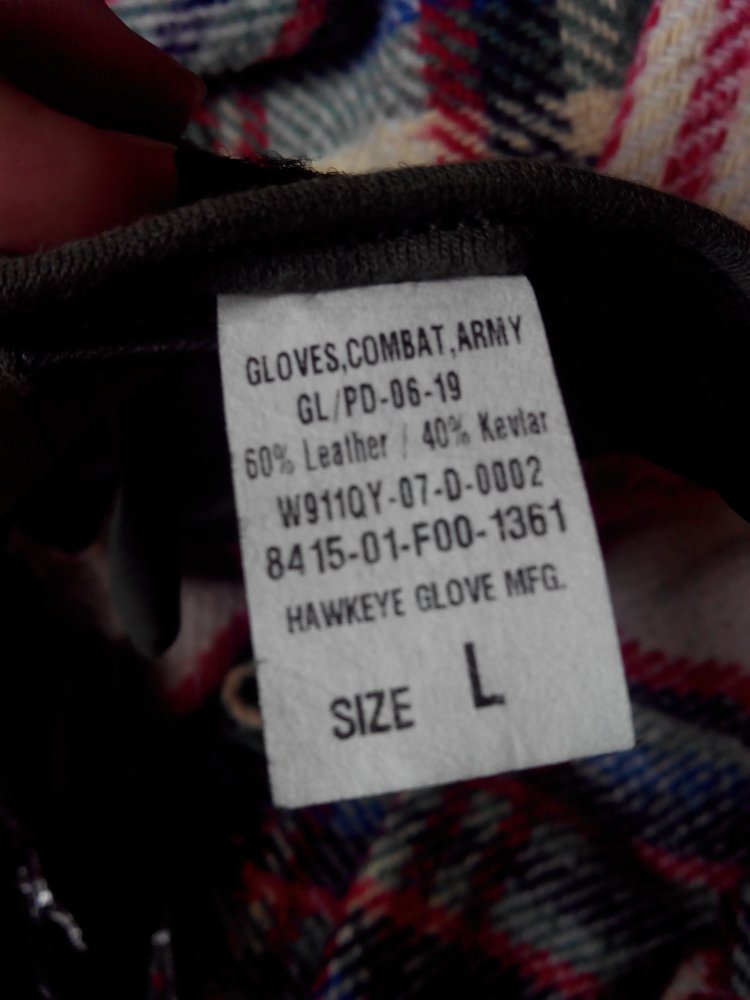 GLOVES,COMBAT,ARMY
GL/PD-06-19
60% Leather / 40% Kevlar
W911QY-07-D-0002
8415-01-F00-1361
HAWKEYE GLOVE MFG.
SIZE L